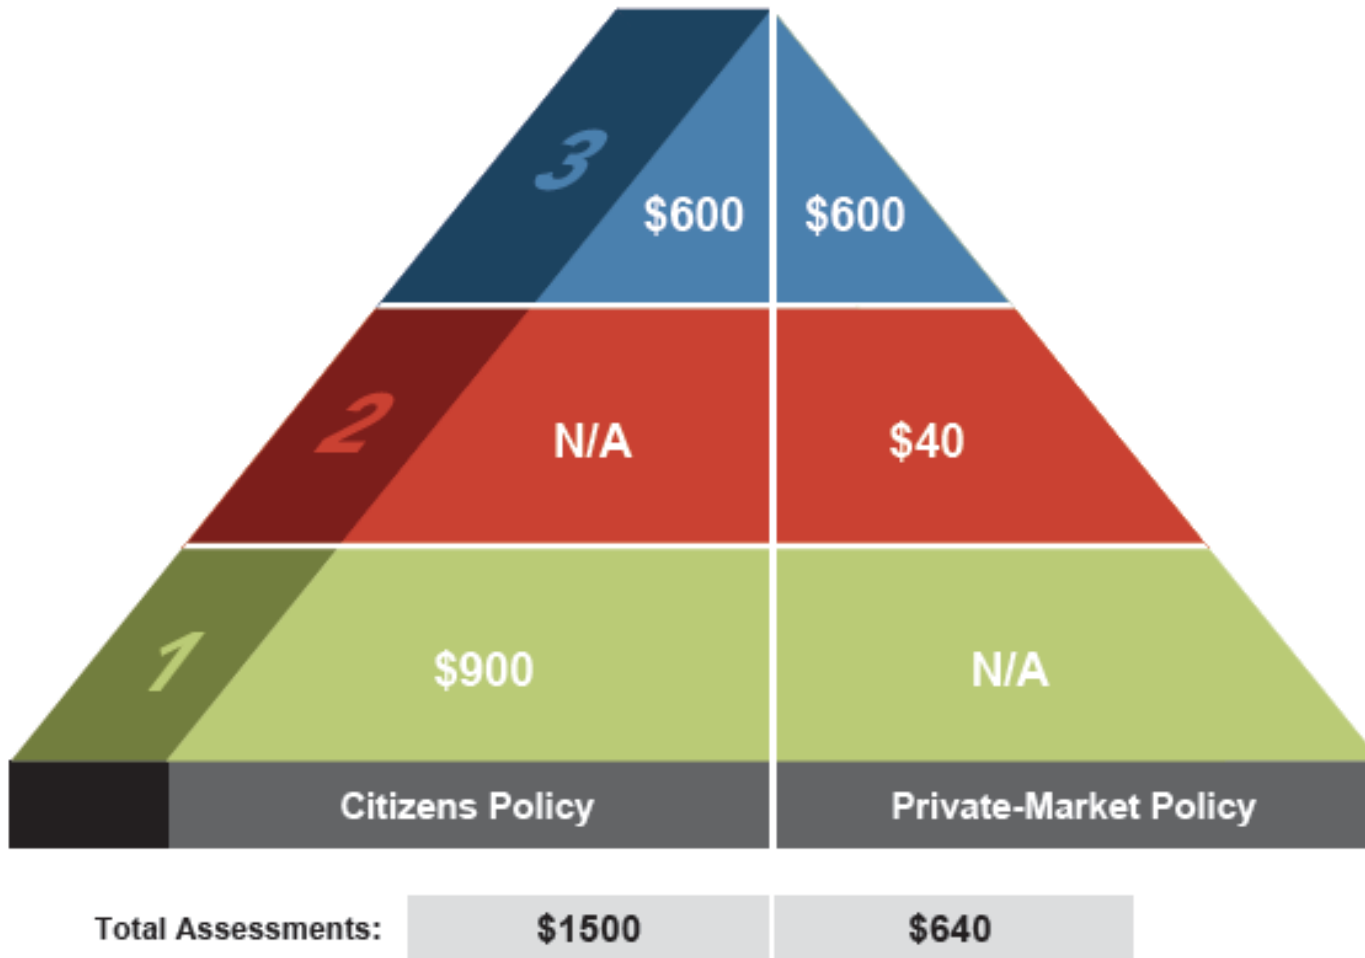 3
$600 $600
2
N/A $40
1
$900 N/A
Citizens Policy Private-Market Policy
Total Assessments: $1500 $640